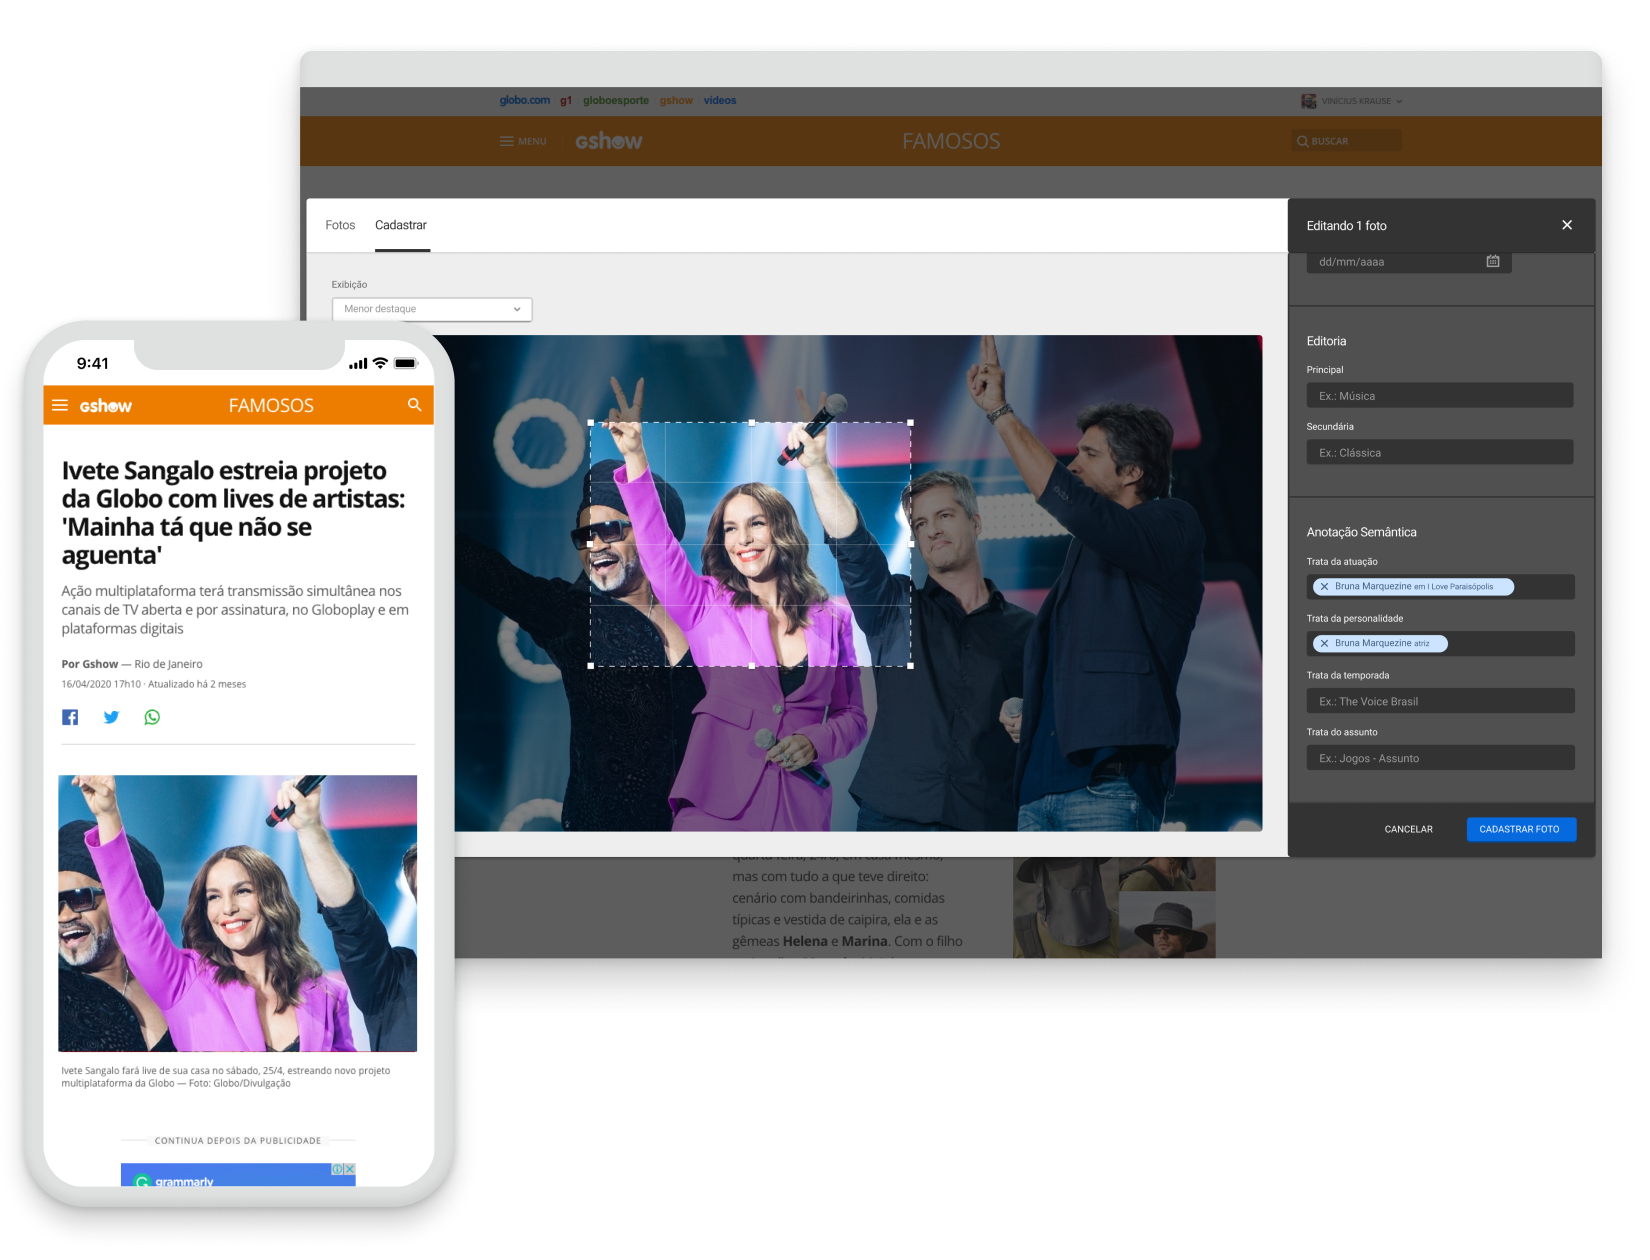 globo.com g1 globoesporte gshow videos
VINICIUS KRAUSE
MENU
gshow
FAMOSOS
BUSCAR
Fotos Cadastrar
Exibição
Menor destaque
Editando 1 foto
dd/mm/aaaa
Editoria
Principal
Ex.: Música
Secundária
Ex.: Clássica
Anotação Semântica
Trata da atuação
Bruna Marquezine em I Love Paraisópolis
Trata da personalidade
Bruna Marquezine atriz
Trata da temporada
Ex.: The Voice Brasil
Trata do assunto
Ex.: Jogos - Assunto
CANCELAR
CADASTRAR FOTO
quarta-feira, 24/6, em casa mesmo,
mas com tudo a que teve direito:
cenário com bandeirinhas, comidas
típicas e vestida de caipira, ela e as
gêmeas Helena e Marina. Com o filho
9:41
gshow
FAMOSOS
Ivete Sangalo estreia projeto
da Globo com lives de artistas:
'Mainha tá que não se
aguenta'
Ação multiplataforma terá transmissão simultânea nos
canais de TV aberta e por assinatura, no Globoplay e em
plataformas digitais
Por Gshow — Rio de Janeiro
16/04/2020 17h10 · Atualizado há 2 meses
Ivete Sangalo fará live de sua casa no sábado, 25/4, estreando novo projeto
multiplataforma da Globo — Foto: Globo/Divulgação
CONTINUA DEPOIS DA PUBLICIDADE
grammarly